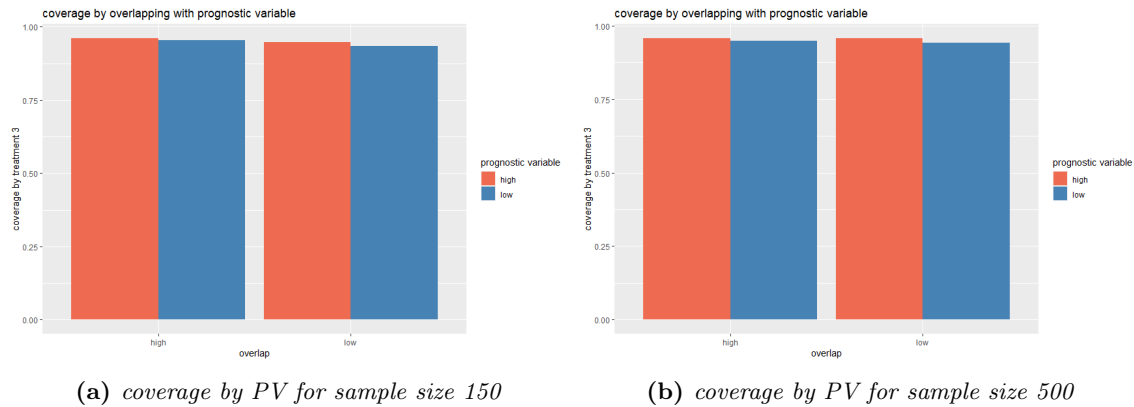 coverage by overlapping with prognostic variable
1.00
0.75
0.50
0.25
0.00
coverage by treatment 3
high
low
overlap
prognostic variable
high
low
(a) coverage by PV for sample size 150
coverage by overlapping with prognostic variable
1.00
0.75
0.50
0.25
0.00
coverage by treatment 3
high
low
overlap
prognostic variable
high
low
(b) coverage by PV for sample size 500